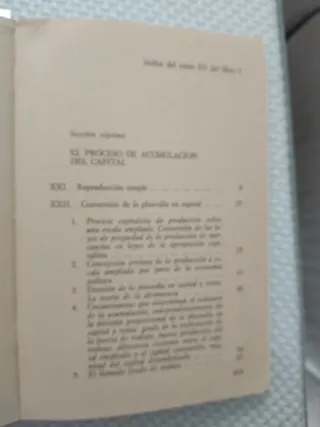 Índice del tomo III del libro I
Sección séptima
EL PROCESO DE ACUMULACIÓN
DEL CAPITAL
XXI. Reproducción simple
XXII. Conversión de la plusvalía en capital
1. Proceso capitalista de producción sobre
una escala ampliada. Conversión de las le-
yes de propiedad de la producción de mer-
cancías en leyes de la apropiación capi-
talista
2. Concepción errónea de la producción a es-
cala ampliada por parte de la economía
política
3. División de la plusvalía en capital y renta.
La teoría de la abstinencia
4. Circunstancias que determinan el volumen
de la acumulación, independientemente de
de la división proporcional de la plusvalía en
capital y renta: grado de explotación de
la fuerza de trabajo; fuerza productiva del
trabajo; diferencia creciente entre el capi-
tal empleado y el capital consumido;
del capital desembolsado
5. El llamado fondo de trabajo